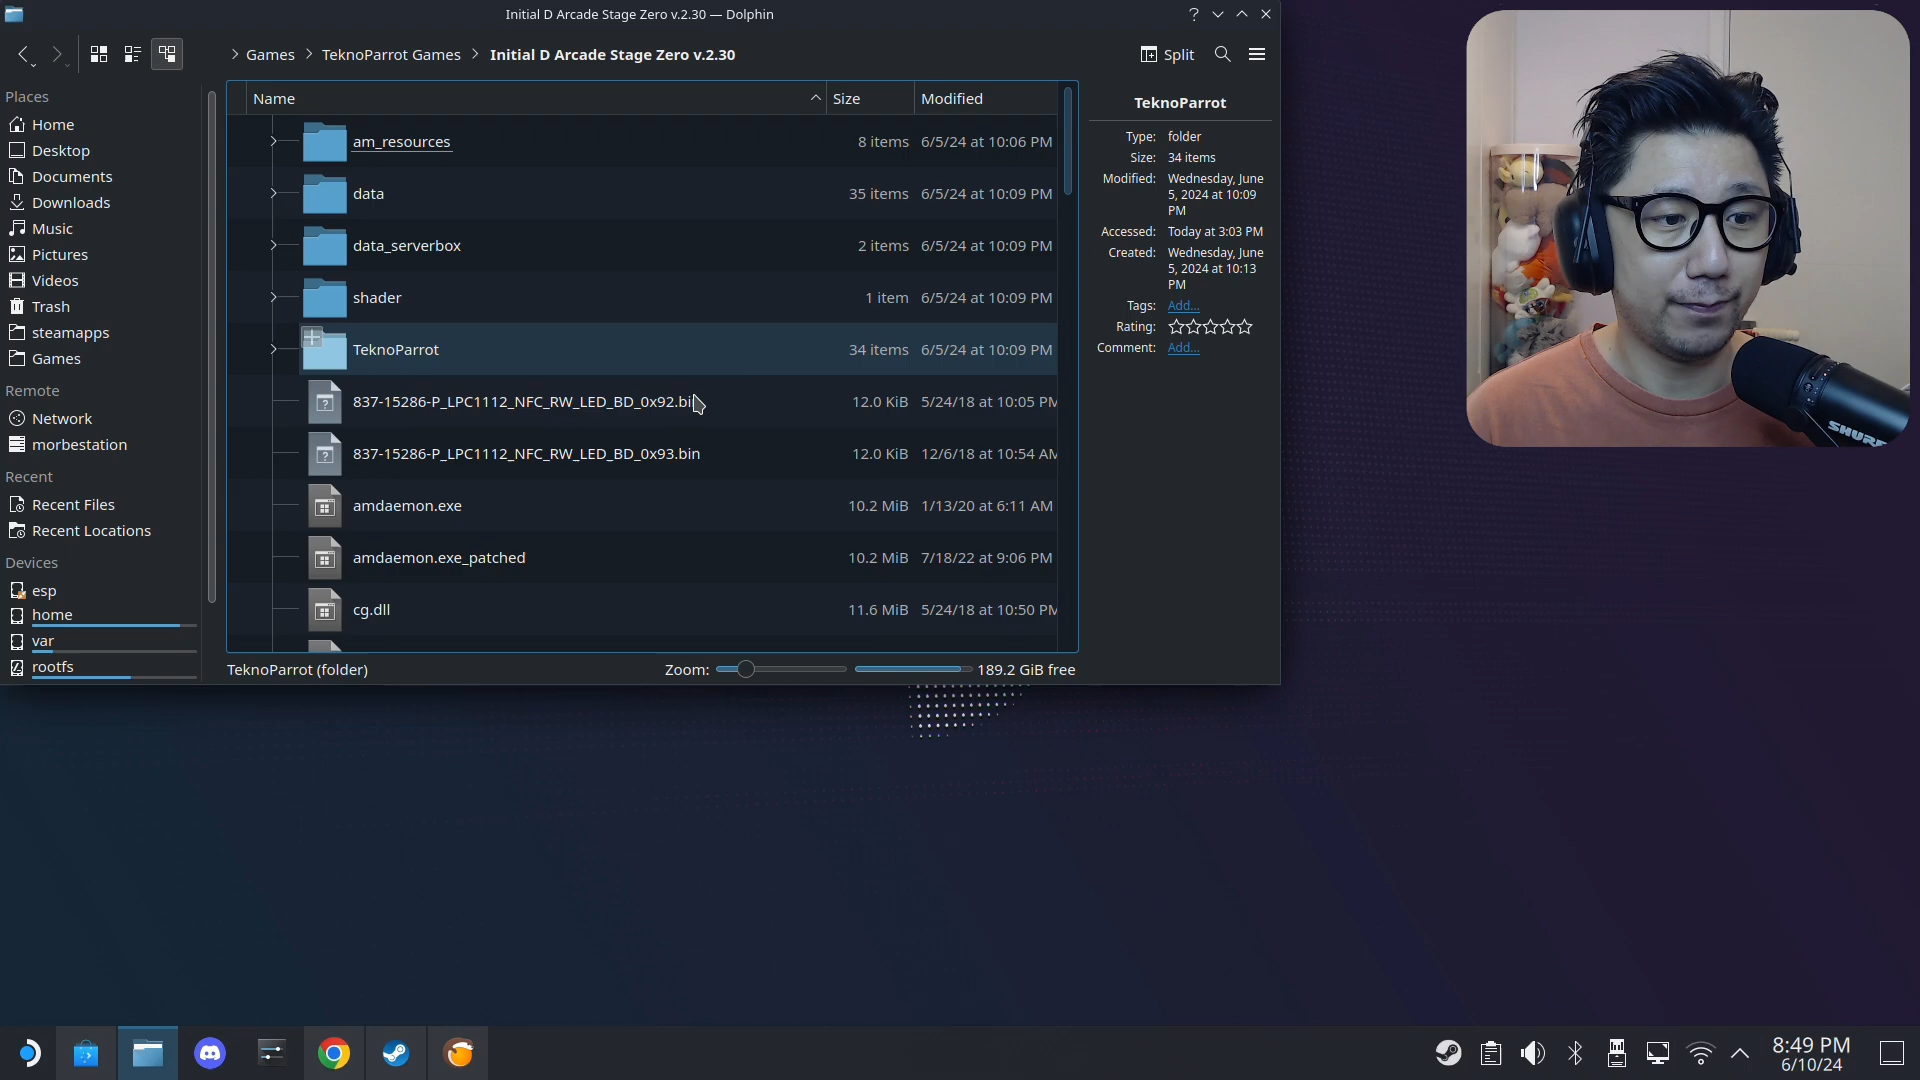 Initial D Arcade Stage Zero v.2.30 — Dolphin
Games
TeknoParrot Games
Initial D Arcade Stage Zero v.2.30
Split
Places
Home
Desktop
Documents
Downloads
Music
Pictures
Videos
Trash
steamapps
Games
Remote
Network
morbestation
Recent
Recent Files
Recent Locations
Devices
esp
home
var
rootfs
Name Size Modified
am_resources 8 items 6/5/24 at 10:06 PM
data 35 items 6/5/24 at 10:09 PM
data_serverbox 2 items 6/5/24 at 10:09 PM
shader 1 item 6/5/24 at 10:09 PM
TeknoParrot 34 items 6/5/24 at 10:09 PM
837-15286-P_LPC1112_NFC_RW_LED_BD_0x92.bin 12.0 KiB 5/24/18 at 10:05 PM
837-15286-P_LPC1112_NFC_RW_LED_BD_0x93.bin 12.0 KiB 12/6/18 at 10:54 AM
amdaemon.exe 10.2 MiB 1/13/20 at 6:11 AM
amdaemon.exe_patched 10.2 MiB 7/18/22 at 9:06 PM
cg.dll 11.6 MiB 5/24/18 at 10:50 PM
TeknoParrot (folder)
Zoom:
189.2 GiB free
TeknoParrot
Type: folder
Size: 34 items
Modified: Wednesday, June
5, 2024 at 10:09
PM
Accessed: Today at 3:03 PM
Created: Wednesday, June
5, 2024 at 10:13
PM
Tags: Add...
Rating:
Comment: Add...
SHURE
8:49 PM
6/10/24